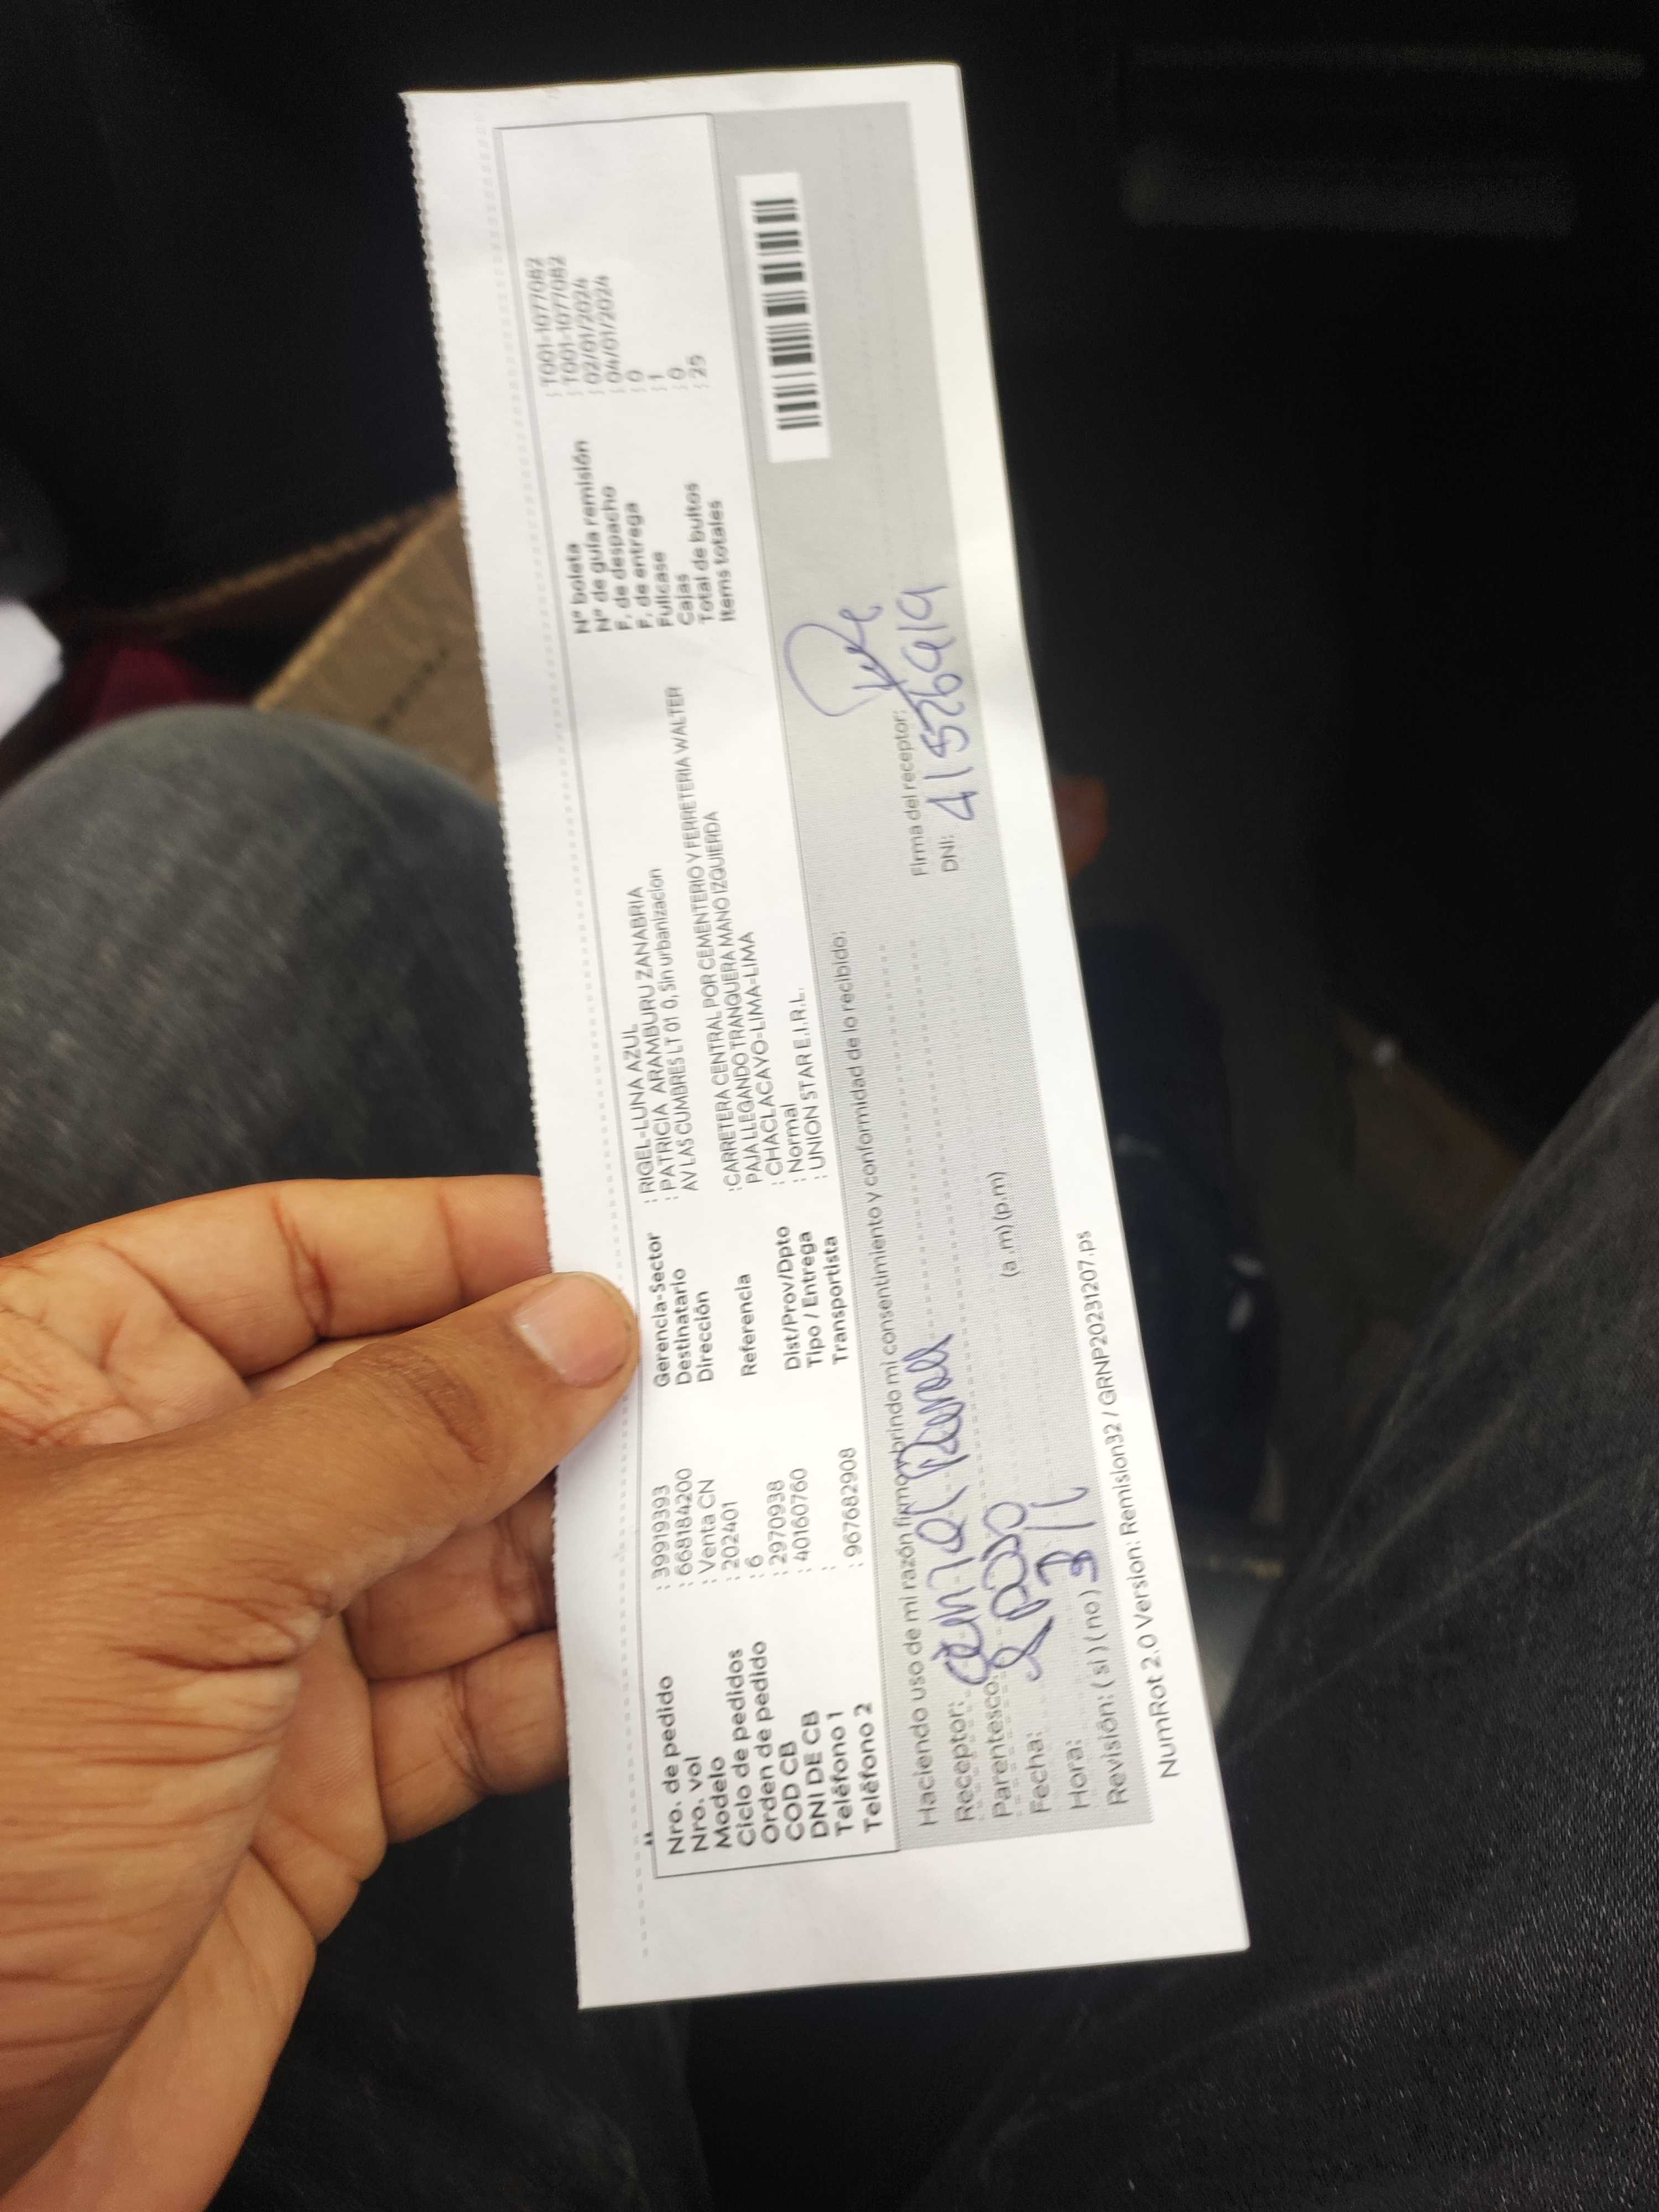 Nro. de pedido : 39919393
Nro. vol : 668184200
Modelo : Venta CN
Ciclo de pedidos : 202401
Orden de pedido : 6
COD CB : 2970938
DNI DE CB : 40160760
Teléfono 1 :
Teléfono 2 : 967682908
Gerencia-Sector : RIGEL-LUNA AZUL
Destinatario : PATRICIA ARAMBURU ZANABRIA
Dirección AV LAS CUMBRES LT 01 0, Sin urbanizacion
Referencia :CARRETERA CENTRAL POR CEMENTERIO Y FERRETERIA WALTER
PAJA LLEGANDO TRANQUERA MANO IZQUIERDA
Dist/Prov/Dpto : CHACLACAYO-LIMA-LIMA
Tipo / Entrega : Normal
Transportista : UNION STAR E.I.R.L.
Nº boleta : T001-1077082
Nº de guía remisión : T001-1077082
F. de despacho : 02/01/2024
F. de entrega : 04/01/2024
Fullcase : 0
Cajas : 1
Total de bultos : 0
Items totales : 25
Haciendo uso de mi razón firmo brindo mi consentimiento y conformidad de lo recibido:
Receptor:
Parentesco: Esposo
Fecha: 3/1
Hora: (a.m) (p.m)
Revisión: ( si ) ( no )
Firma del receptor:
DNI:
NumRot 2.0 Version: Remision32 / GRNP20231207.ps